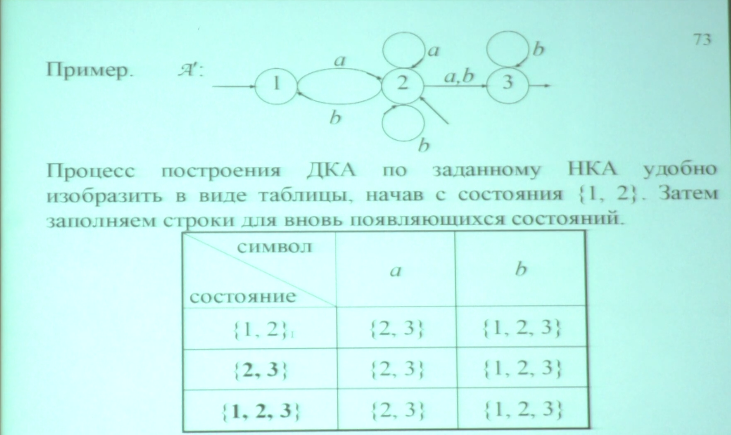 73
Пример. 𝒜′:
1 a 2 a a,b 3 b
b b
Процесс построения ДКА по заданному НКА удобно
изобразить в виде таблицы, начав с состояния {1, 2}. Затем
заполняем строки для вновь появляющихся состояний.
символ
состояние a b
{1, 2} {2, 3} {1, 2, 3}
{2, 3} {2, 3} {1, 2, 3}
{1, 2, 3} {2, 3} {1, 2, 3}